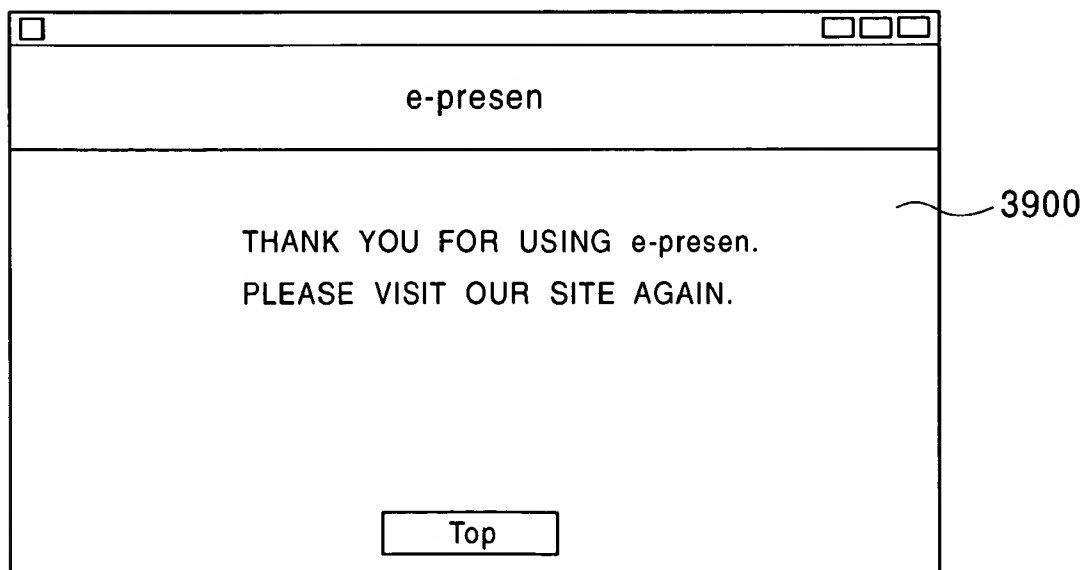 e-presen
3900
THANK YOU FOR USING e-presen.
PLEASE VISIT OUR SITE AGAIN.
Top